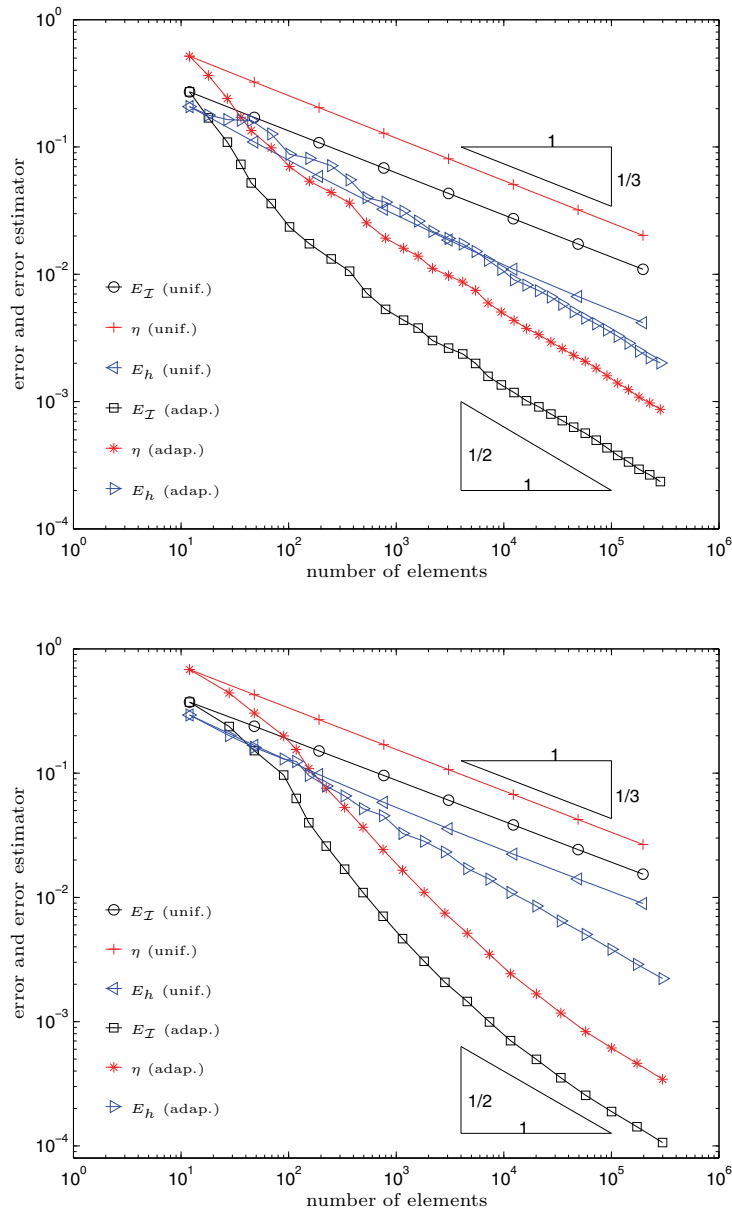 10^0
10^-1
10^-2
10^-3
10^-4
error and error estimator
1
1/3
E_I (unif.)
η (unif.)
E_h (unif.)
E_I (adap.)
η (adap.)
E_h (adap.)
1/2
1
10^0 10^1 10^2 10^3 10^4 10^5 10^6
number of elements
10^0
10^-1
10^-2
10^-3
10^-4
error and error estimator
1
1/3
E_I (unif.)
η (unif.)
E_h (unif.)
E_I (adap.)
η (adap.)
E_h (adap.)
1/2
1
10^0 10^1 10^2 10^3 10^4 10^5 10^6
number of elements